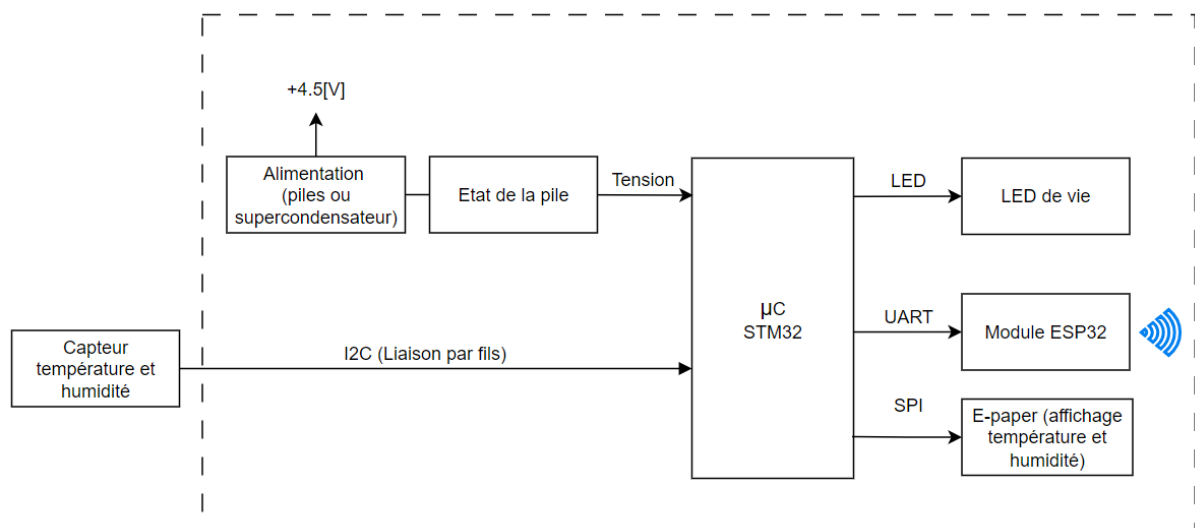 +4.5[V]
Alimentation
(piles ou
supercondensateur)
Etat de la pile
Tension
µC
STM32
LED
LED de vie
UART
Module ESP32
Capteur
température et
humidité
I2C (Liaison par fils)
SPI
E-paper (affichage
température et
humidité)